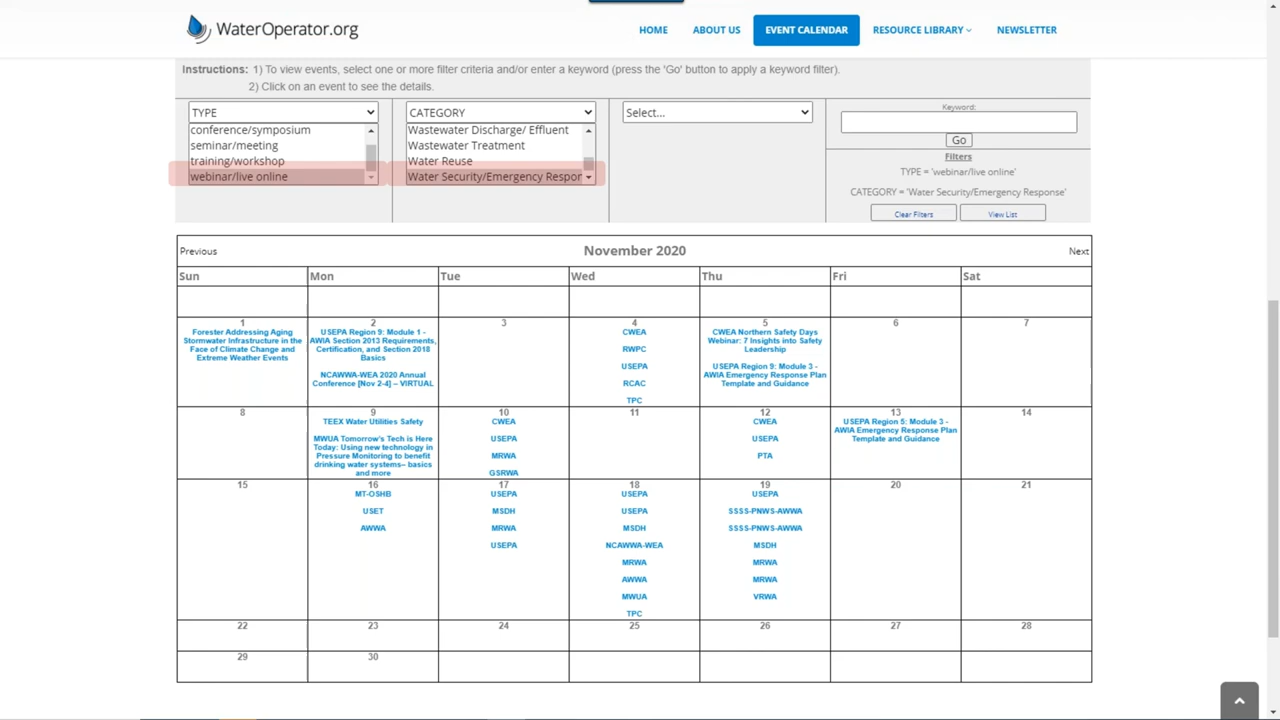 WaterOperator.org
HOME
ABOUT US
EVENT CALENDAR
RESOURCE LIBRARY
NEWSLETTER
Instructions: 1) To view events, select one or more filter criteria and/or enter a keyword (press the 'Go' button to apply a keyword filter).
2) Click on an event to see the details.
TYPE
conference/symposium
seminar/meeting
training/workshop
webinar/live online
CATEGORY
Wastewater Discharge/ Effluent
Wastewater Treatment
Water Reuse
Water Security/Emergency Respor
Select...
Keyword:
Go
Filters
TYPE = 'webinar/live online'
CATEGORY = 'Water Security/Emergency Response'
Clear Filters
View List
Previous
November 2020
Next
Sun
Mon
Tue
Wed
Thu
Fri
Sat
1
Forester Addressing Aging
Stormwater Infrastructure in the
Face of Climate Change and
Extreme Weather Events
2
USEPA Region 9: Module 1 -
AWIA Section 2013 Requirements,
Certification, and Section 2018
Basics
NCAWWA-WEA 2020 Annual
Conference [Nov 2-4] – VIRTUAL
3
4
CWEA
RWPC
USEPA
RCAC
TPC
5
CWEA Northern Safety Days
Webinar: 7 Insights into Safety
Leadership
USEPA Region 9: Module 3 -
AWIA Emergency Response Plan
Template and Guidance
6
7
8
9
TEEX Water Utilities Safety
MWUA Tomorrow's Tech is Here
Today: Using new technology in
Pressure Monitoring to benefit
drinking water systems– basics
and more
10
CWEA
USEPA
MRWA
GSRWA
11
12
CWEA
USEPA
PTA
13
USEPA Region 5: Module 3 -
AWIA Emergency Response Plan
Template and Guidance
14
15
16
MT-OSHB
USET
AWWA
17
USEPA
MSDH
MRWA
USEPA
18
USEPA
USEPA
MSDH
NCAWWA-WEA
MRWA
AWWA
MWUA
TPC
19
USEPA
SSSS-PNWS-AWWA
SSSS-PNWS-AWWA
MSDH
MRWA
MRWA
VRWA
20
21
22
23
24
25
26
27
28
29
30